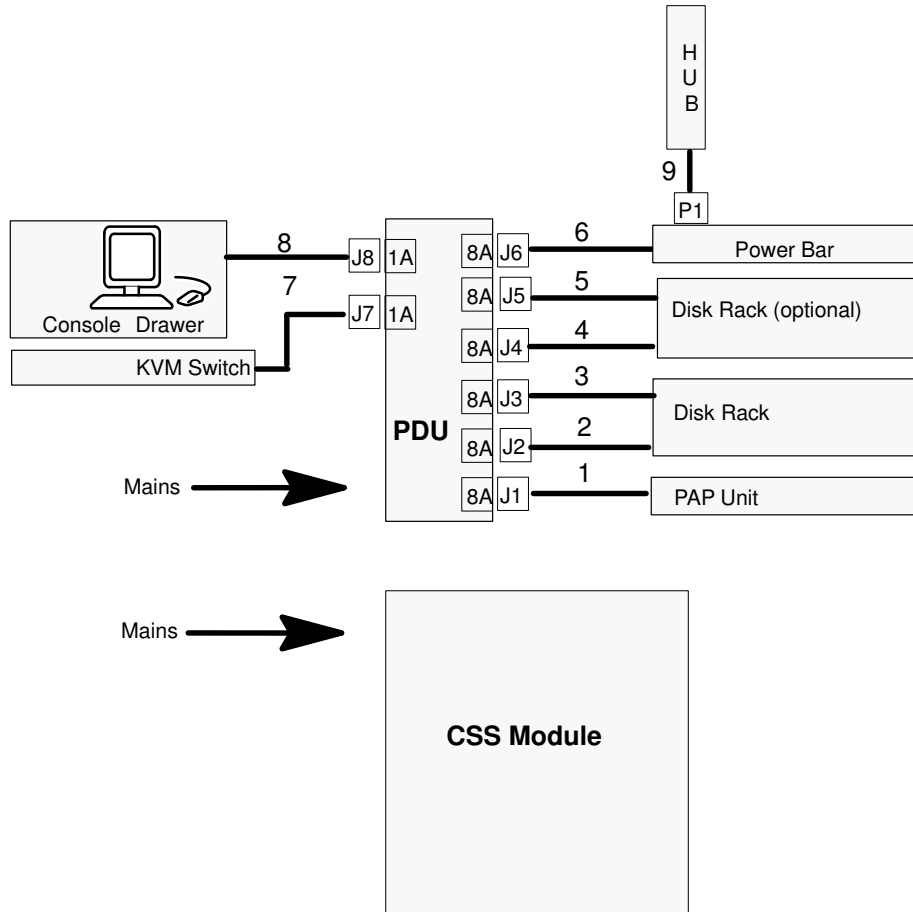 H
U
B
9
P1
8
J8 1A
8A J6
6
Power Bar
7
J7 1A
8A J5
5
Disk Rack (optional)
Console Drawer
8A J4
4
KVM Switch
8A J3
3
Disk Rack
PDU
8A J2
2
Mains
8A J1
1
PAP Unit
Mains
CSS Module